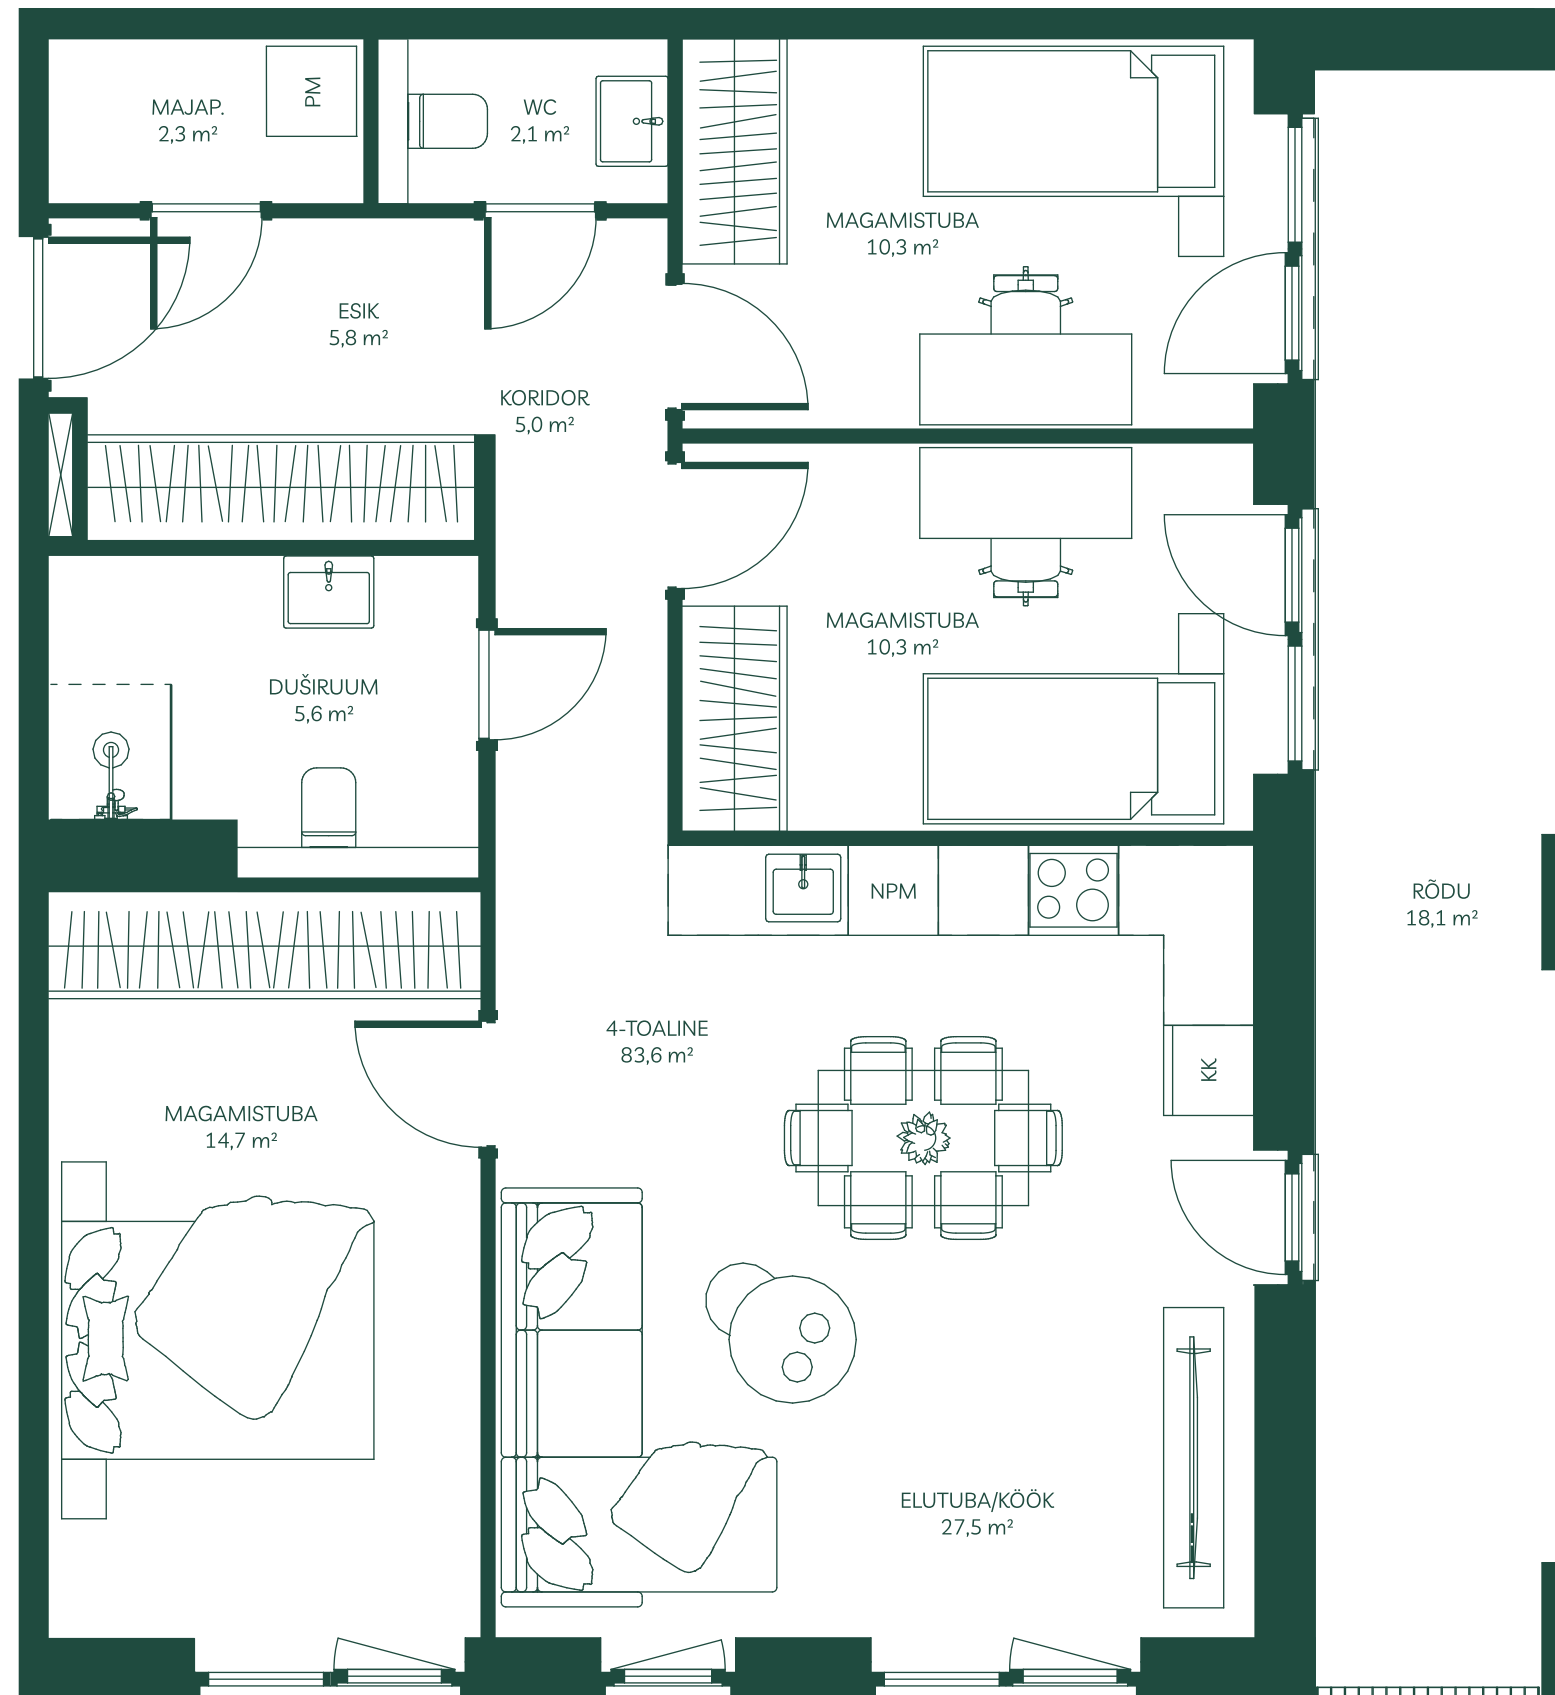 MAJAP.
2,3 m²
PM
WC
2,1 m²
MAGAMISTUBA
10,3 m²
ESIK
5,8 m²
KORIDOR
5,0 m²
MAGAMISTUBA
10,3 m²
DUŠIRUUM
5,6 m²
NPM
RÕDU
18,1 m²
4-TOALINE
83,6 m²
KK
MAGAMISTUBA
14,7 m²
ELUTUBA/KÖÖK
27,5 m²